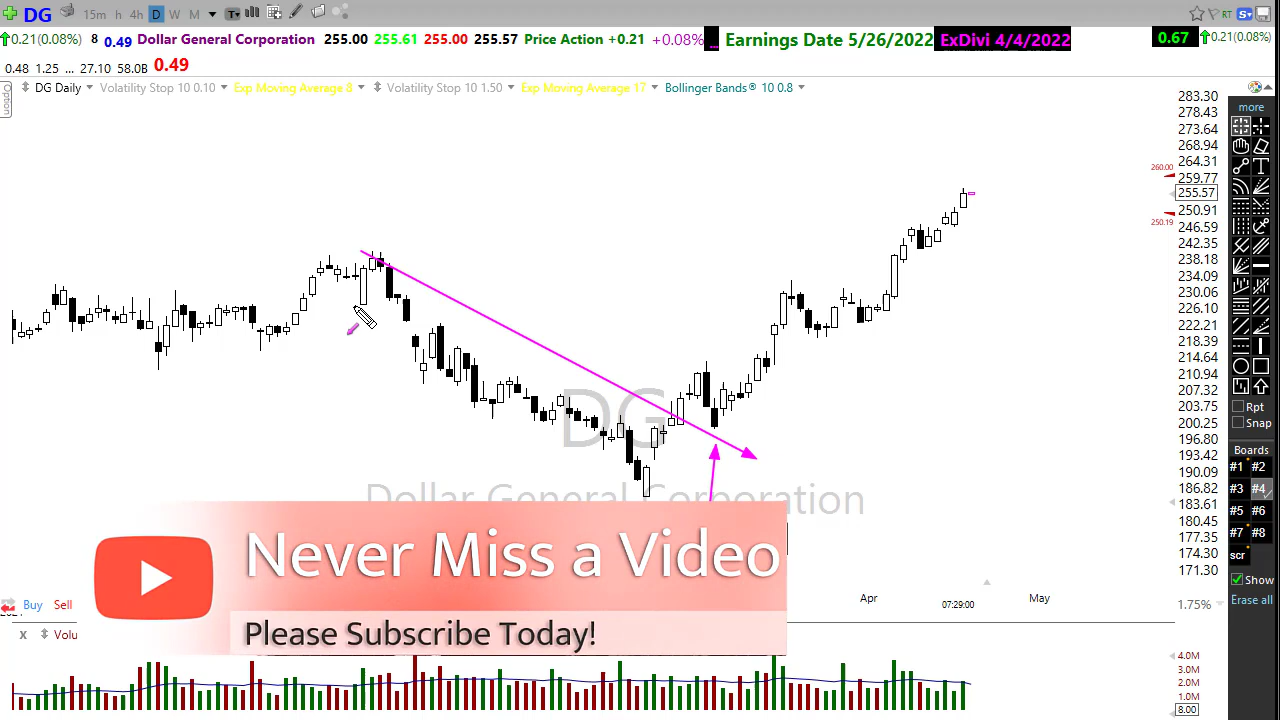 DG 15m h 4h D W M T
RT S
0.21(0.08%) 8 0.49 Dollar General Corporation 255.00 255.61 255.00 255.57 Price Action +0.21 +0.08% ... Earnings Date 5/26/2022 ExDivi 4/4/2022 0.67 0.21(0.08%)
0.48 1.25 ... 27.10 58.0B 0.49
Option
DG Daily Volatility Stop 10 0.10 Exp Moving Average 8 Volatility Stop 10 1.50 Exp Moving Average 17 Bollinger Bands® 10 0.8
283.30
278.43
273.64
268.94
264.31
260.00
259.77
255.57
250.91
250.19
246.59
242.35
238.18
234.09
230.06
226.10
222.21
218.39
214.64
210.94
207.32
203.75
200.25
196.80
193.42
190.09
186.82
183.61
180.45
177.35
174.30
171.30
more
Rpt
Snap
Boards
#1 #2
#3 #4
#5 #6
#7 #8
scr
Show
Erase all
DG
Dollar General Corporation
Never Miss a Video
Please Subscribe Today!
Buy Sell
Apr 07:29:00 May
1.75%
X Volu
4.0M
3.0M
2.0M
1.0M
8.00